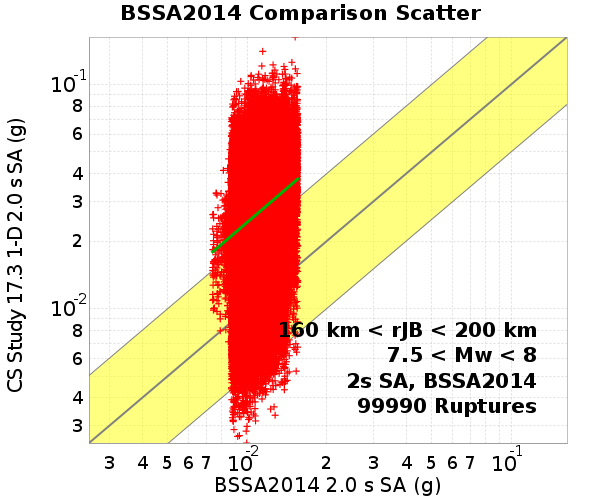 BSSA2014 Comparison Scatter
CS Study 17.3 1-D 2.0 s SA (g)
10^-1
8
6
4
3
2
10^-2
8
6
4
3
160 km < rJB < 200 km
7.5 < Mw < 8
2s SA, BSSA2014
99990 Ruptures
3 4 5 6 7 10^-2 2 3 4 5 6 7 10^-1
BSSA2014 2.0 s SA (g)